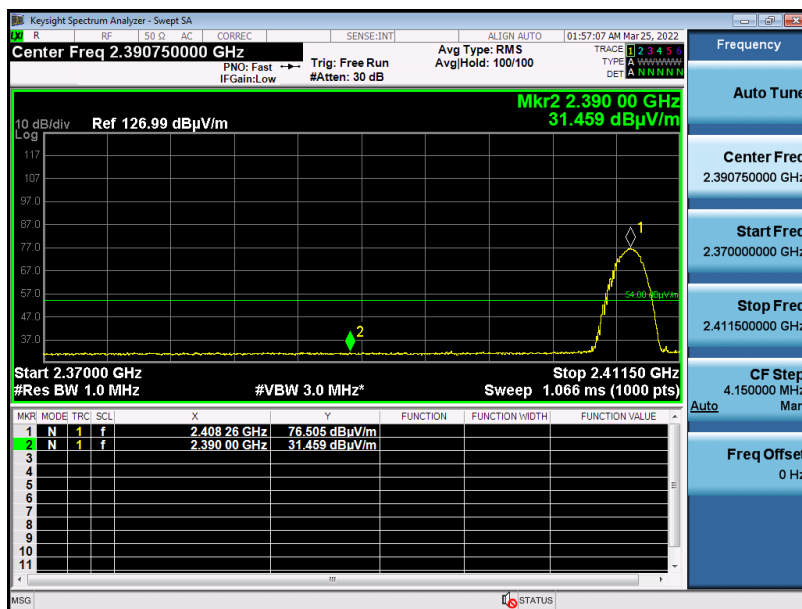 Keysight Spectrum Analyzer - Swept SA
LXI R RF 50 Ω AC CORREC SENSE:INT ALIGN AUTO 01:57:07 AM Mar 25, 2022
Center Freq 2.390750000 GHz
PNO: Fast
IFGain:Low
Trig: Free Run
#Atten: 30 dB
Avg Type: RMS
Avg|Hold: 100/100
TRACE 1 2 3 4 5 6
TYPE A WWWWW
DET A N N N N N
Mkr2 2.390 00 GHz
31.459 dBµV/m
10 dB/div Ref 126.99 dBµV/m
Log
117
107
97.0
87.0
77.0
67.0
57.0
47.0
37.0
1
2
54.00 dBµV/m
Start 2.37000 GHz Stop 2.41150 GHz
#Res BW 1.0 MHz #VBW 3.0 MHz* Sweep 1.066 ms (1000 pts)
MKR MODE TRC SCL X Y FUNCTION FUNCTION WIDTH FUNCTION VALUE
1 N 1 f 2.408 26 GHz 76.505 dBµV/m
2 N 1 f 2.390 00 GHz 31.459 dBµV/m
3
4
5
6
7
8
9
10
11
MSG STATUS
Frequency
Auto Tune
Center Freq
2.390750000 GHz
Start Freq
2.370000000 GHz
Stop Freq
2.411500000 GHz
CF Step
4.150000 MHz
Auto Man
Freq Offset
0 Hz